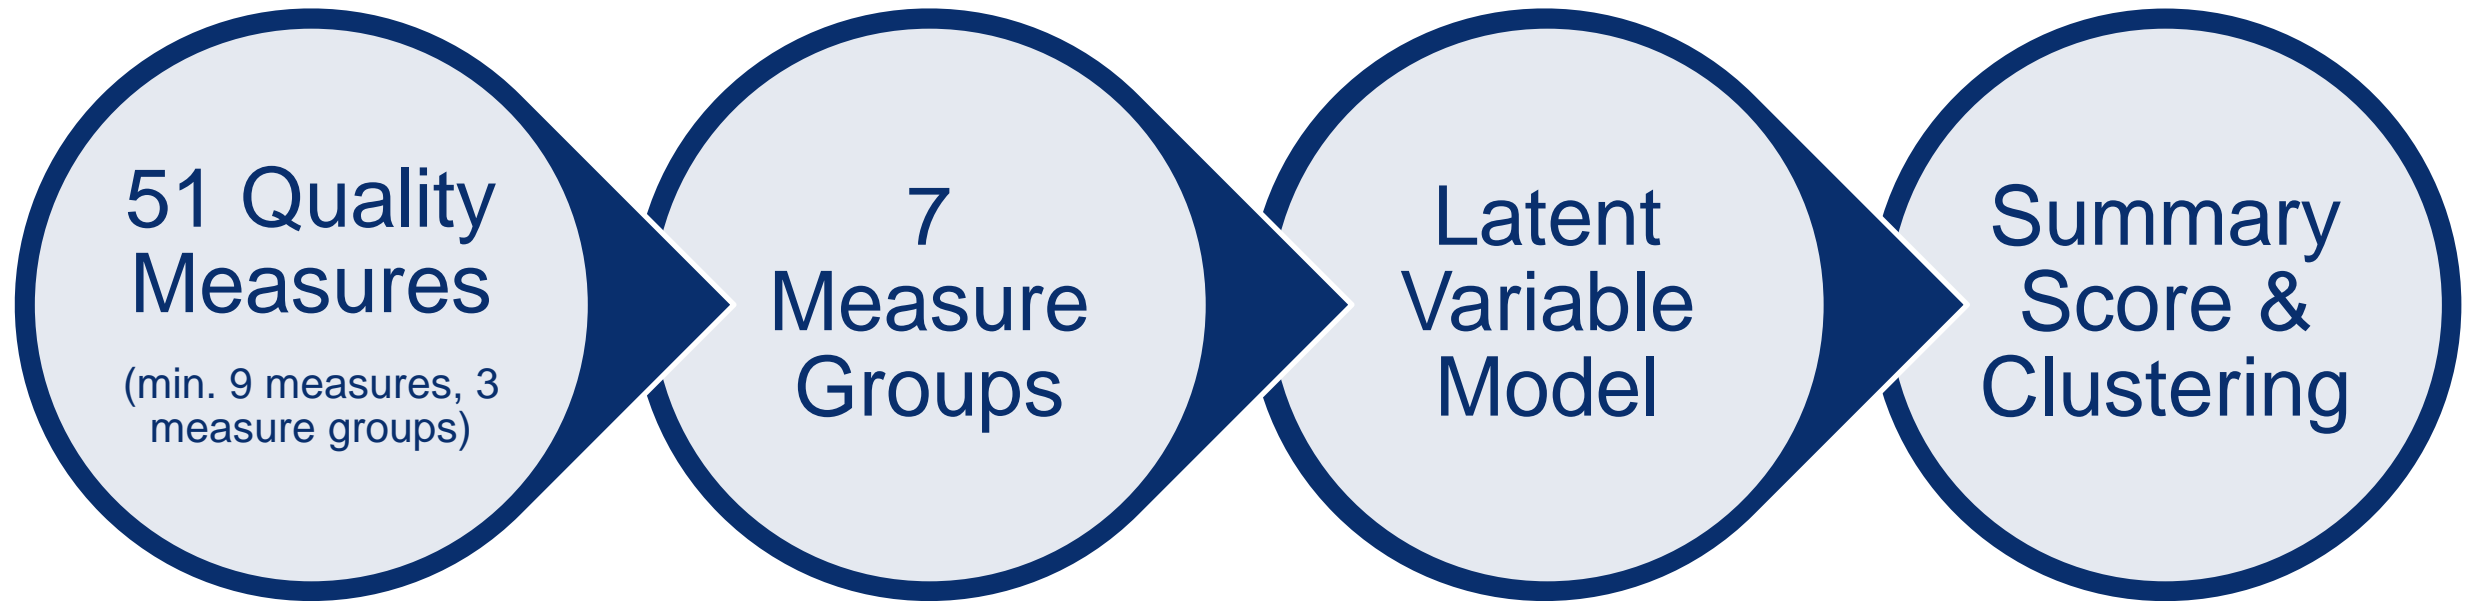 51 Quality
Measures
(min. 9 measures, 3
measure groups)
7
Measure
Groups
Latent
Variable
Model
Summary
Score &
Clustering